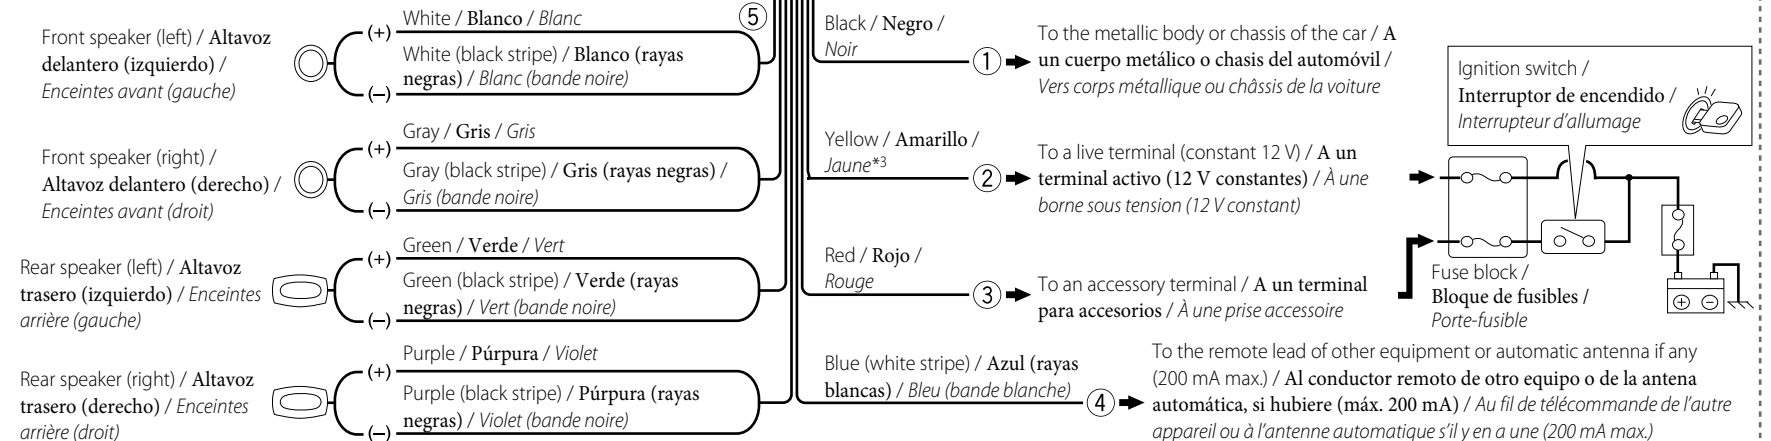 Front speaker (left) / Altavoz
delantero (izquierdo) /
Enceintes avant (gauche)
(+)
White / Blanco / Blanc
White (black stripe) / Blanco (rayas
negras) / Blanc (bande noire)
(–)
Front speaker (right) /
Altavoz delantero (derecho) /
Enceintes avant (droit)
(+)
Gray / Gris / Gris
Gray (black stripe) / Gris (rayas negras) /
Gris (bande noire)
(–)
Rear speaker (left) / Altavoz
trasero (izquierdo) / Enceintes
arrière (gauche)
(+)
Green / Verde / Vert
Green (black stripe) / Verde (rayas
negras) / Vert (bande noire)
(–)
Rear speaker (right) / Altavoz
trasero (derecho) / Enceintes
arrière (droit)
(+)
Purple / Púrpura / Violet
Purple (black stripe) / Púrpura (rayas
negras) / Violet (bande noire)
(–)
5
Black / Negro /
Noir
1
To the metallic body or chassis of the car / A
un cuerpo metálico o chasis del automóvil /
Vers corps métallique ou châssis de la voiture
Yellow / Amarillo /
Jaune*3
2
To a live terminal (constant 12 V) / A un
terminal activo (12 V constantes) / À une
borne sous tension (12 V constant)
Red / Rojo /
Rouge
3
To an accessory terminal / A un terminal
para accesorios / À une prise accessoire
Blue (white stripe) / Azul (rayas
blancas) / Bleu (bande blanche)
4
To the remote lead of other equipment or automatic antenna if any
(200 mA max.) / Al conductor remoto de otro equipo o de la antena
automática, si hubiere (máx. 200 mA) / Au fil de télécommande de l'autre
appareil ou à l'antenne automatique s'il y en a une (200 mA max.)
Ignition switch /
Interruptor de encendido /
Interrupteur d'allumage
Fuse block /
Bloque de fusibles /
Porte-fusible
+ –